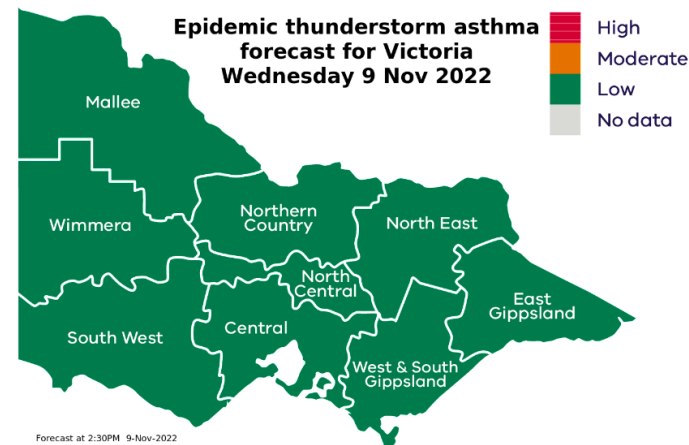 Epidemic thunderstorm asthma
forecast for Victoria
Wednesday 9 Nov 2022
High
Moderate
Low
No data
Mallee
Wimmera
Northern
Country
North East
North
Central
East
Gippsland
South West
Central
West & South
Gippsland
Forecast at 2:30PM 9-Nov-2022